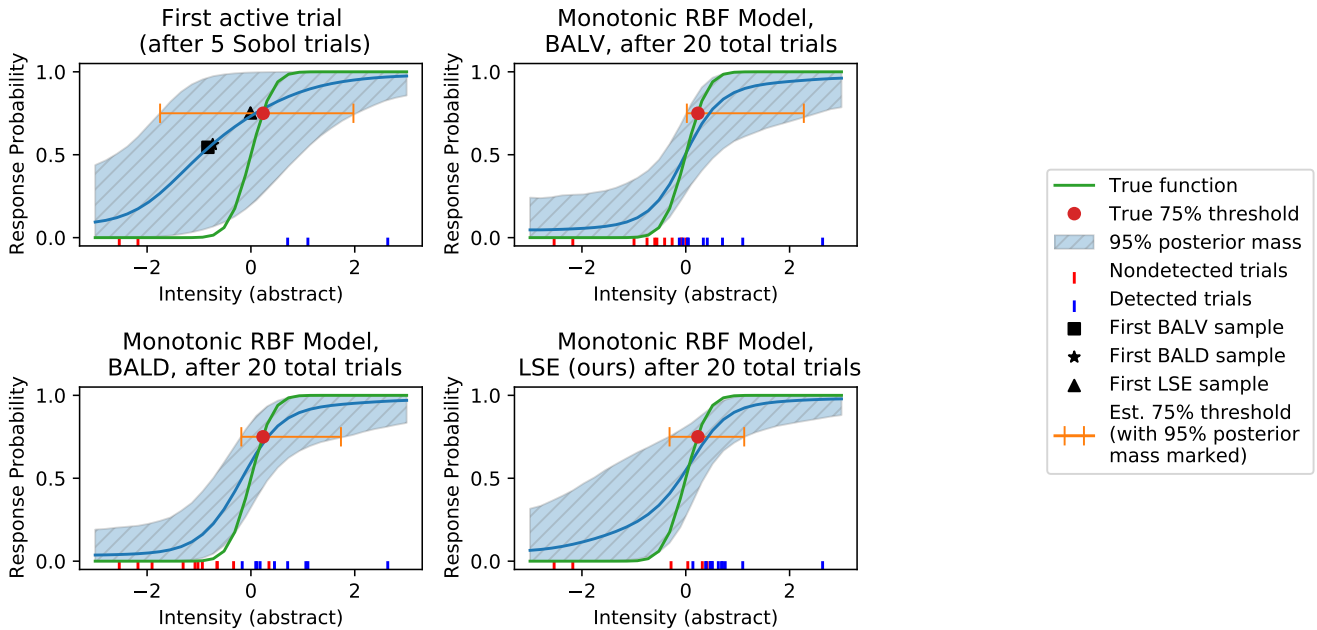 First active trial
(after 5 Sobol trials)
Response Probability
1.0
0.5
0.0
−2
0
2
Intensity (abstract)
Monotonic RBF Model,
BALV, after 20 total trials
Response Probability
1.0
0.5
0.0
−2
0
2
Intensity (abstract)
Monotonic RBF Model,
BALD, after 20 total trials
Response Probability
1.0
0.5
0.0
−2
0
2
Intensity (abstract)
Monotonic RBF Model,
LSE (ours) after 20 total trials
Response Probability
1.0
0.5
0.0
−2
0
2
Intensity (abstract)
True function
True 75% threshold
95% posterior mass
Nondetected trials
Detected trials
First BALV sample
First BALD sample
First LSE sample
Est. 75% threshold
(with 95% posterior
mass marked)